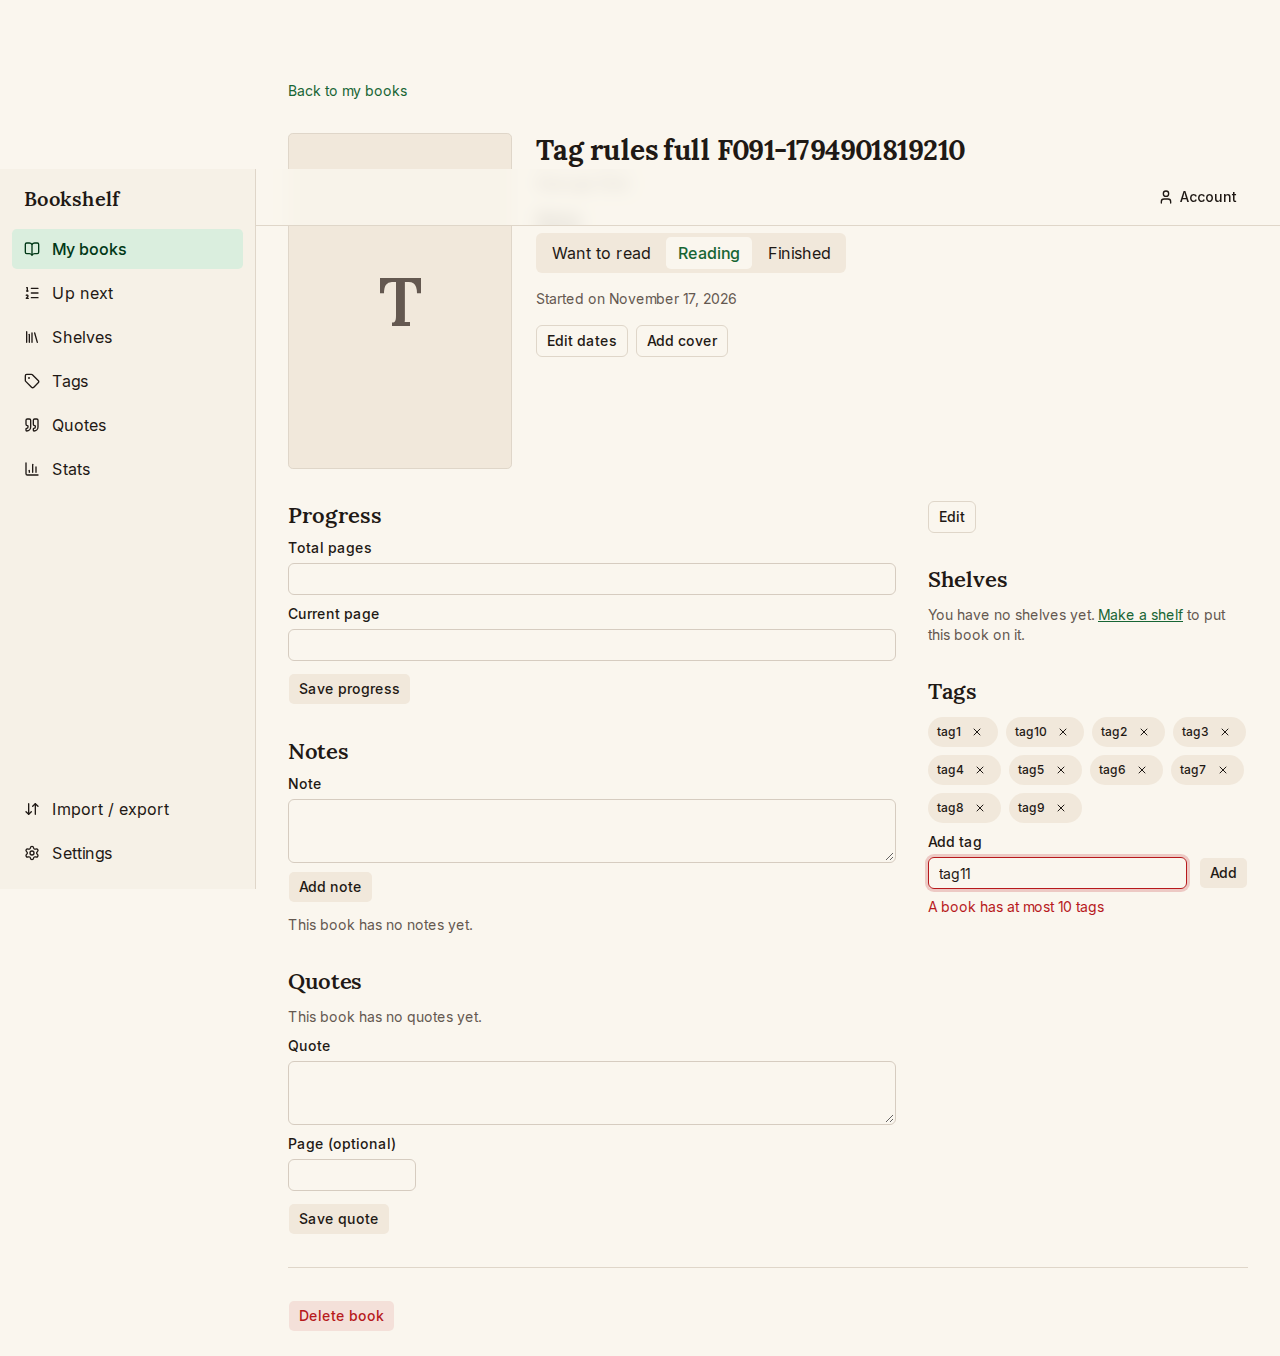 Back to my books
Tag rules full F091-1794901819210
Bookshelf
Account
My books
Up next
Shelves
Tags
Quotes
Stats
Import / export
Settings
T
Want to read
Reading
Finished
Started on November 17, 2026
Edit dates
Add cover
Progress
Total pages
Current page
Save progress
Notes
Note
Add note
This book has no notes yet.
Quotes
This book has no quotes yet.
Quote
Page (optional)
Save quote
Delete book
Edit
Shelves
You have no shelves yet. Make a shelf to put
this book on it.
Tags
tag1
tag10
tag2
tag3
tag4
tag5
tag6
tag7
tag8
tag9
Add tag
tag11
Add
A book has at most 10 tags